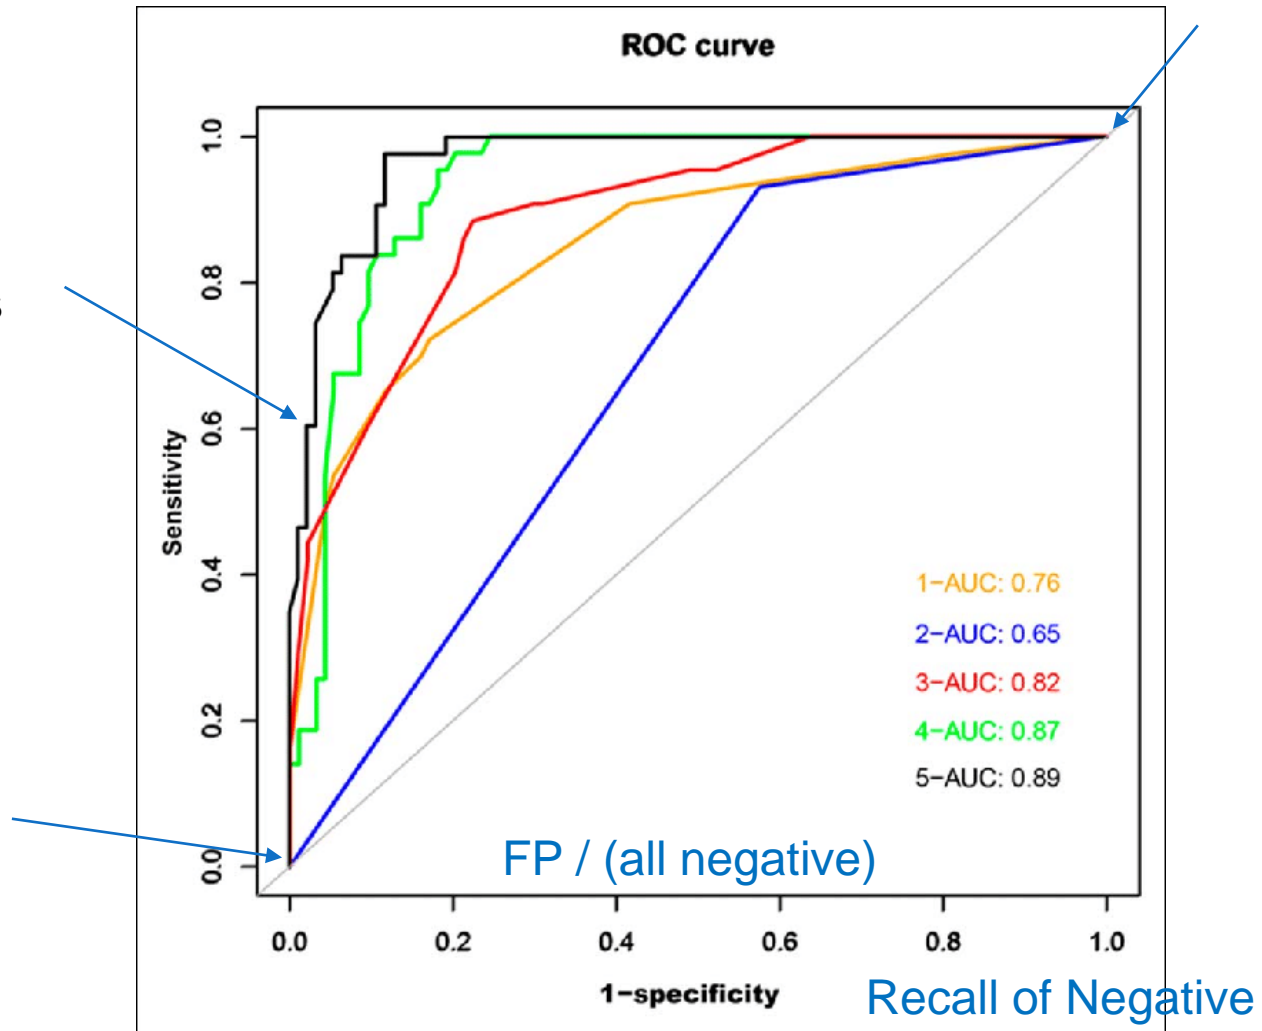 ROC curve
1.0
0.8
0.6
0.4
0.2
0.0
Sensitivity
s
1-AUC: 0.76
2-AUC: 0.65
3-AUC: 0.82
4-AUC: 0.87
5-AUC: 0.89
FP / (all negative)
0.0 0.2 0.4 0.6 0.8 1.0
1-specificity
Recall of Negative